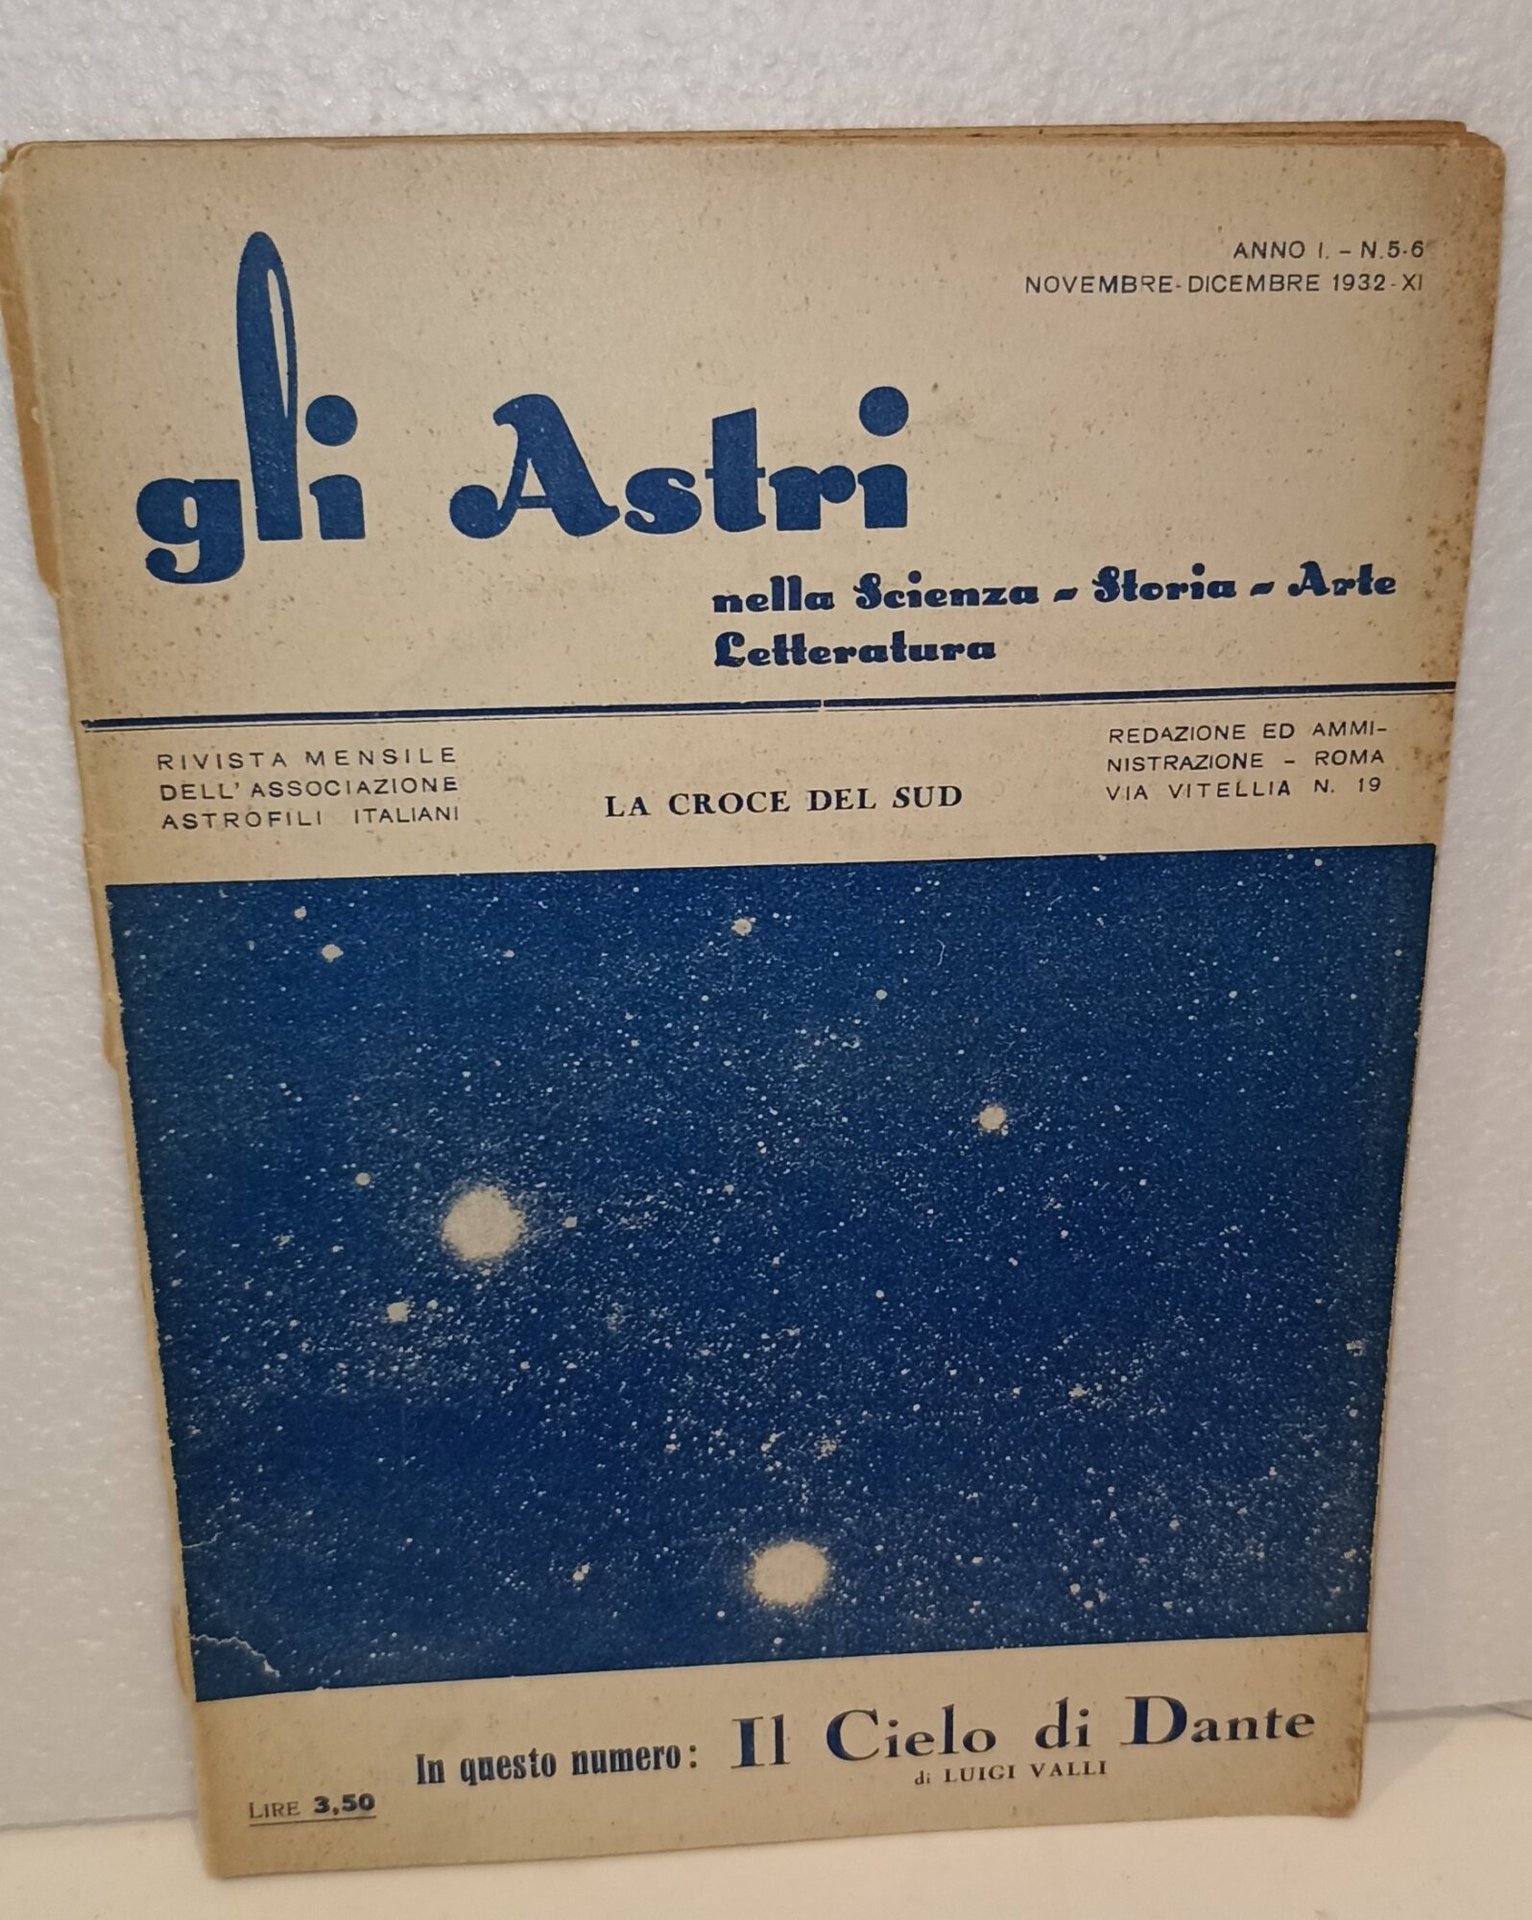 ANNO I. - N.5-6
NOVEMBRE-DICEMBRE 1932-XI
gli Astri
nella Scienza - Storia - Arte
Letteratura
RIVISTA MENSILE
DELL'ASSOCIAZIONE
ASTROFILI ITALIANI
LA CROCE DEL SUD
REDAZIONE ED AMMI-
NISTRAZIONE - ROMA
VIA VITELLIA N. 19
In questo numero: Il Cielo di Dante
di LUIGI VALLI
LIRE 3,50